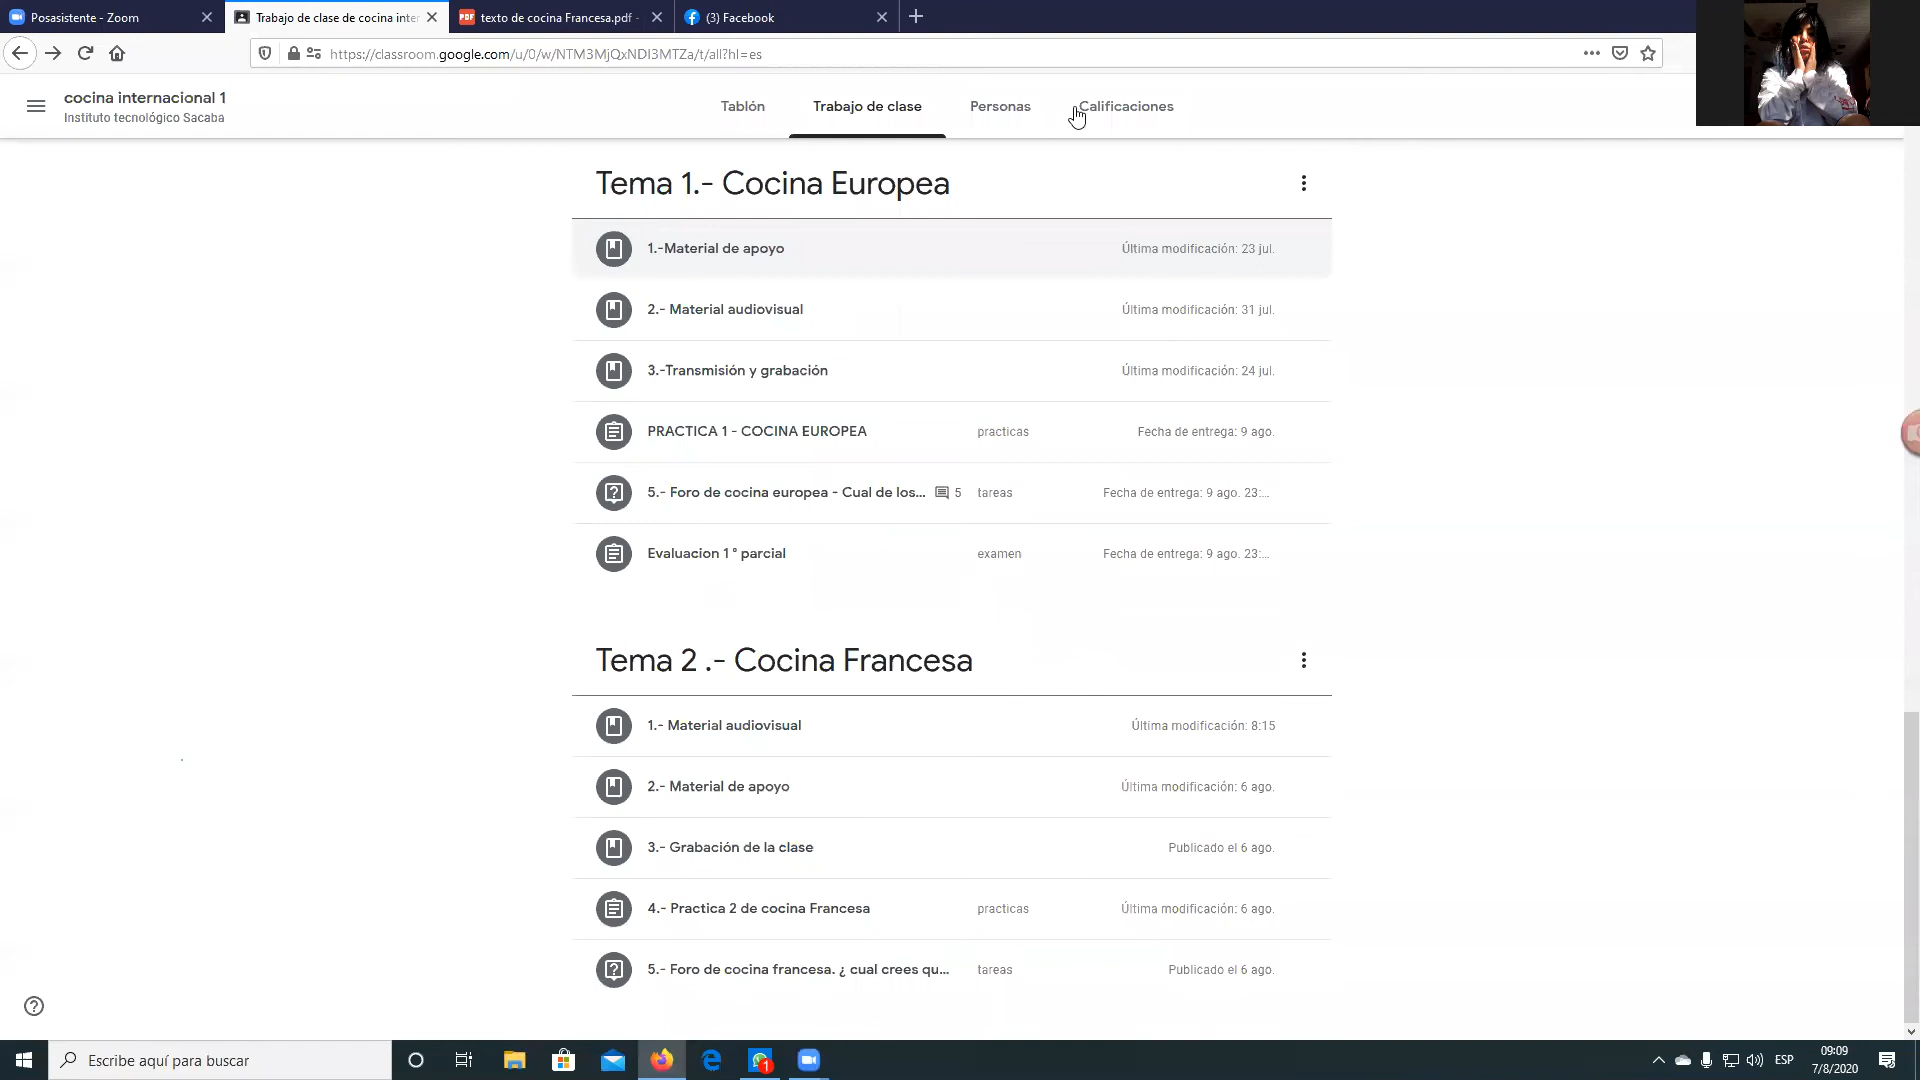 Posasistente - Zoom
Trabajo de clase de cocina inter
PDF texto de cocina Francesa.pdf -
(3) Facebook
https://classroom.google.com/u/0/w/NTM3MjQxNDI3MTZa/t/all?hl=es
cocina internacional 1
Instituto tecnológico Sacaba
Tablón
Trabajo de clase
Personas
Calificaciones
Tema 1.- Cocina Europea
1.-Material de apoyo
Última modificación: 23 jul.
2.- Material audiovisual
Última modificación: 31 jul.
3.-Transmisión y grabación
Última modificación: 24 jul.
PRACTICA 1 - COCINA EUROPEA
practicas
Fecha de entrega: 9 ago.
5.- Foro de cocina europea - Cual de los...
5
tareas
Fecha de entrega: 9 ago. 23:...
Evaluacion 1 ° parcial
examen
Fecha de entrega: 9 ago. 23:...
Tema 2 .- Cocina Francesa
1.- Material audiovisual
Última modificación: 8:15
2.- Material de apoyo
Última modificación: 6 ago.
3.- Grabación de la clase
Publicado el 6 ago.
4.- Practica 2 de cocina Francesa
practicas
Última modificación: 6 ago.
5.- Foro de cocina francesa. ¿ cual crees qu...
tareas
Publicado el 6 ago.
Escribe aquí para buscar
1
ESP
09:09
7/8/2020